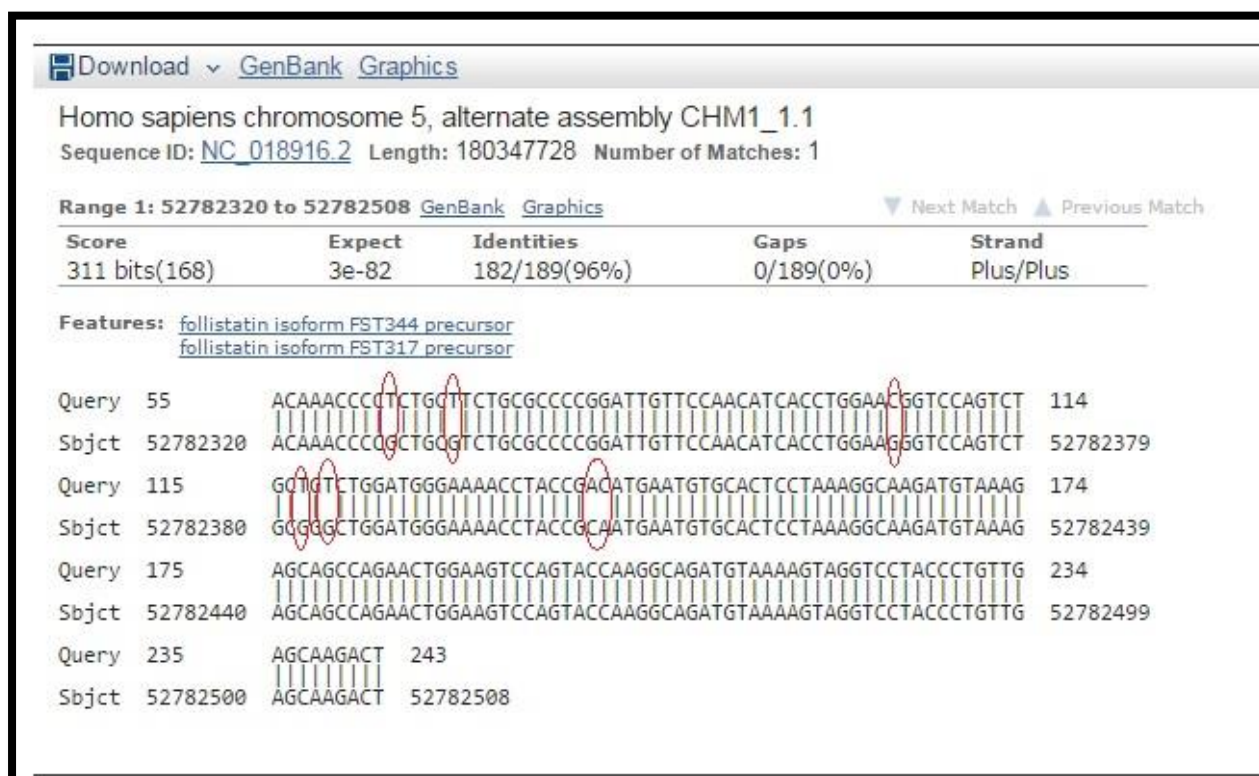 Download GenBank Graphics
Homo sapiens chromosome 5, alternate assembly CHM1_1.1
Sequence ID: NC_018916.2 Length: 180347728 Number of Matches: 1
Range 1: 52782320 to 52782508 GenBank Graphics ▼ Next Match ▲ Previous Match
Score Expect Identities Gaps Strand
311 bits(168) 3e-82 182/189(96%) 0/189(0%) Plus/Plus
Features: follistatin isoform FST344 precursor
follistatin isoform FST317 precursor
Query 55 ACAAACCCCTCTGCTTCTGCGCCCCGGATTGTTCCAACATCACCTGGAACGGTCCAGTCT 114
Sbjct 52782320 ACAAACCCCGCTGCGTCTGCGCCCCGGATTGTTCCAACATCACCTGGAAGGGTCCAGTCT 52782379
Query 115 GCTGTCTGGATGGGAAAACCTACCGACATGAATGTGCACTCCTAAAGGCAAGATGTAAAG 174
Sbjct 52782380 GCGGGCTGGATGGGAAAACCTACCGCAATGAATGTGCACTCCTAAAGGCAAGATGTAAAG 52782439
Query 175 AGCAGCCAGAACTGGAAGTCCAGTACCAAGGCAGATGTAAAAGTAGGTCCTACCCTGTTG 234
Sbjct 52782440 AGCAGCCAGAACTGGAAGTCCAGTACCAAGGCAGATGTAAAAGTAGGTCCTACCCTGTTG 52782499
Query 235 AGCAAGACT 243
Sbjct 52782500 AGCAAGACT 52782508